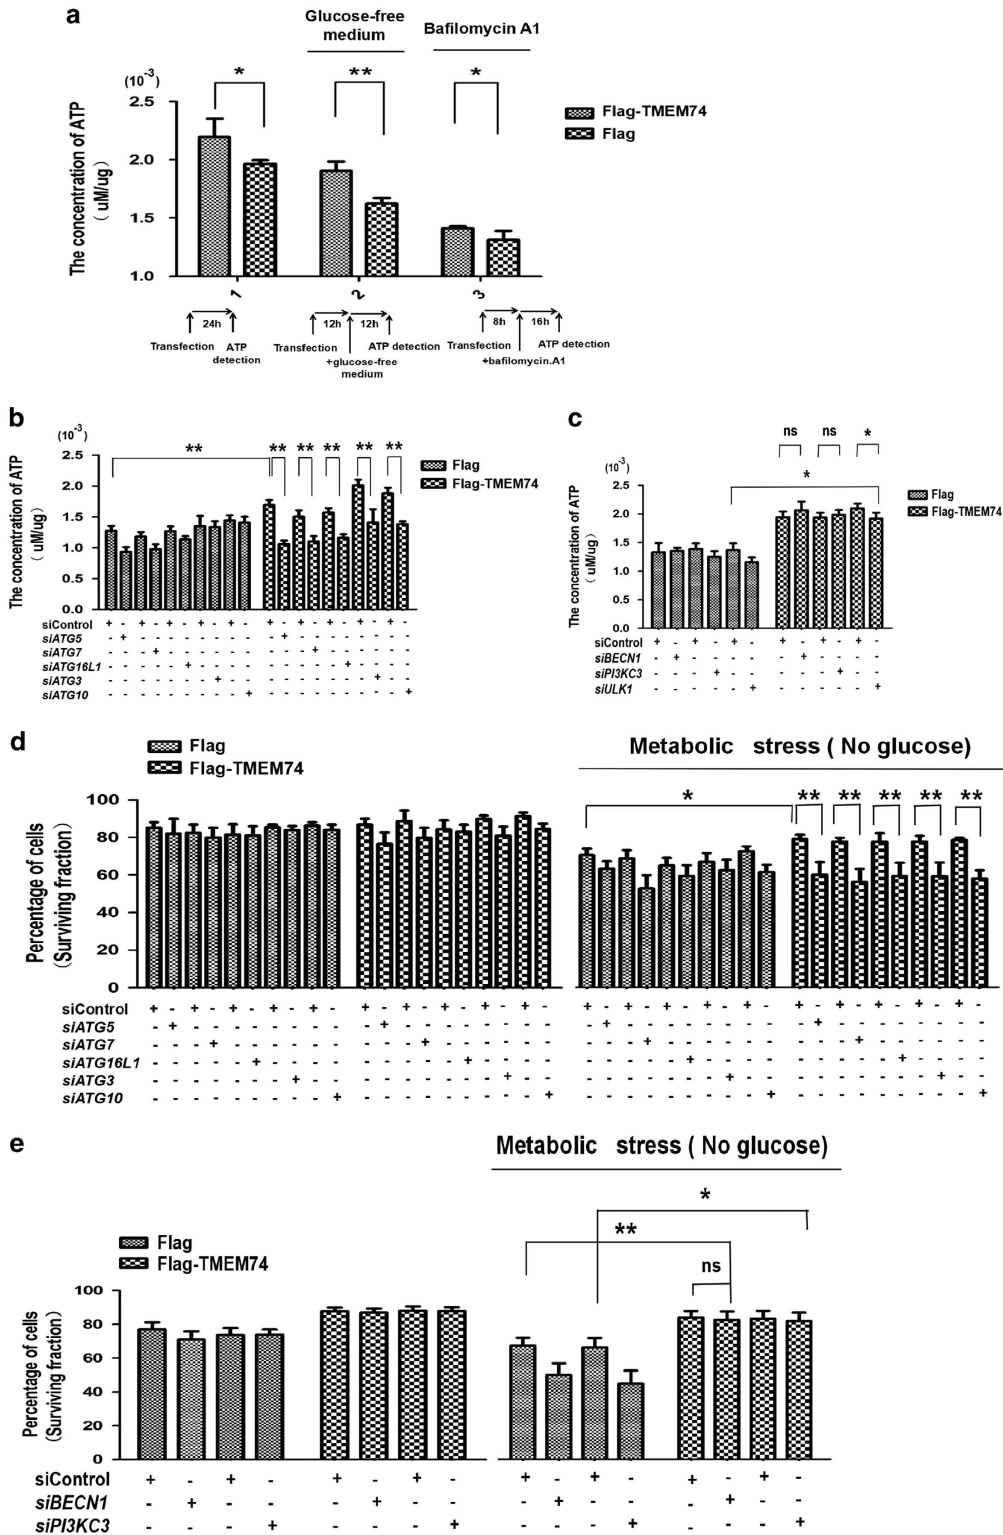 a
Glucose-free
medium
Bafilomycin A1
(10⁻³)
*
**
*
Flag-TMEM74
Flag
The concentration of ATP
( uM/ug)
2.5
2.0
1.5
1.0
1
2
3
24h
12h
12h
8h
16h
Transfection
ATP
detection
Transfection
ATP detection
+glucose-free
medium
Transfection
ATP detection
+bafilomycin.A1
b
(10⁻³)
**
** ** ** ** **
Flag
Flag-TMEM74
The concentration of ATP
( uM/ug)
2.5
2.0
1.5
1.0
0.5
0.0
siControl + - + - + - + - + - + - + - + - + - + -
siATG5 - + - - - - - - - - - + - - - - - - - -
siATG7 - - - + - - - - - - - - - + - - - - - -
siATG16L1 - - - - - + - - - - - - - - - + - - - -
siATG3 - - - - - - - + - - - - - - - - - + - -
siATG10 - - - - - - - - - + - - - - - - - - - +
c
ns
ns
*
*
(10⁻³)
Flag
Flag-TMEM74
The concentration of ATP
( uM/ug)
2.5
2.0
1.5
1.0
0.5
0.0
siControl + - + - + - + - + - + -
siBECN1 - + - - - - - + - - - -
siPI3KC3 - - - + - - - - - + - -
siULK1 - - - - - + - - - - - +
d
Flag
Flag-TMEM74
Metabolic stress ( No glucose)
*
** ** ** ** **
Percentage of cells
(Surviving fraction)
100
80
60
40
20
0
siControl + - + - + - + - + - + - + - + - + - + - + - + - + - + - + - + - + - + - + - + -
siATG5 - + - - - - - - - - - + - - - - - - - - - + - - - - - - - - - + - - - - - - - -
siATG7 - - - + - - - - - - - - - + - - - - - - - - - + - - - - - - - - - + - - - - - -
siATG16L1 - - - - - + - - - - - - - - - + - - - - - - - - - + - - - - - - - - - + - - - -
siATG3 - - - - - - - + - - - - - - - - - + - - - - - - - - - + - - - - - - - - - + - -
siATG10 - - - - - - - - - + - - - - - - - - - + - - - - - - - - - + - - - - - - - - - +
e
Metabolic stress ( No glucose)
*
**
ns
Flag
Flag-TMEM74
Percentage of cells
(Surviving fraction)
100
80
60
40
20
0
siControl + - + - + - + - + - + - + - + -
siBECN1 - + - - - + - - - + - - - + - -
siPI3KC3 - - - + - - - + - - - + - - - +